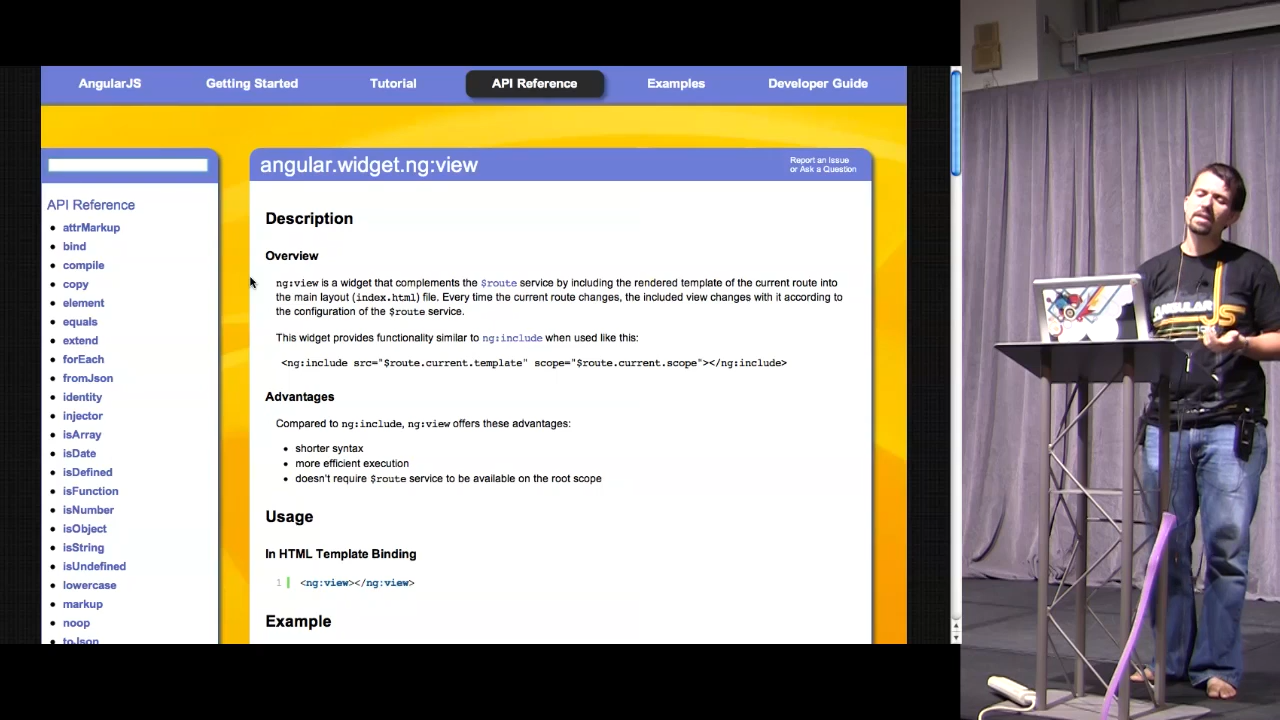 AngularJS
Getting Started
Tutorial
API Reference
Examples
Developer Guide
angular.widget.ng:view
Report an Issue
or Ask a Question
API Reference
attrMarkup
bind
compile
copy
element
equals
extend
forEach
fromJson
identity
injector
isArray
isDate
isDefined
isFunction
isNumber
isObject
isString
isUndefined
lowercase
markup
noop
toJson
Description
Overview
ng:view is a widget that complements the $route service by including the rendered template of the current route into
the main layout (index.html) file. Every time the current route changes, the included view changes with it according to
the configuration of the $route service.
This widget provides functionality similar to ng:include when used like this:
<ng:include src="$route.current.template" scope="$route.current.scope"></ng:include>
Advantages
Compared to ng:include, ng:view offers these advantages:
shorter syntax
more efficient execution
doesn't require $route service to be available on the root scope
Usage
In HTML Template Binding
1 <ng:view></ng:view>
Example
ANGULAR
JS